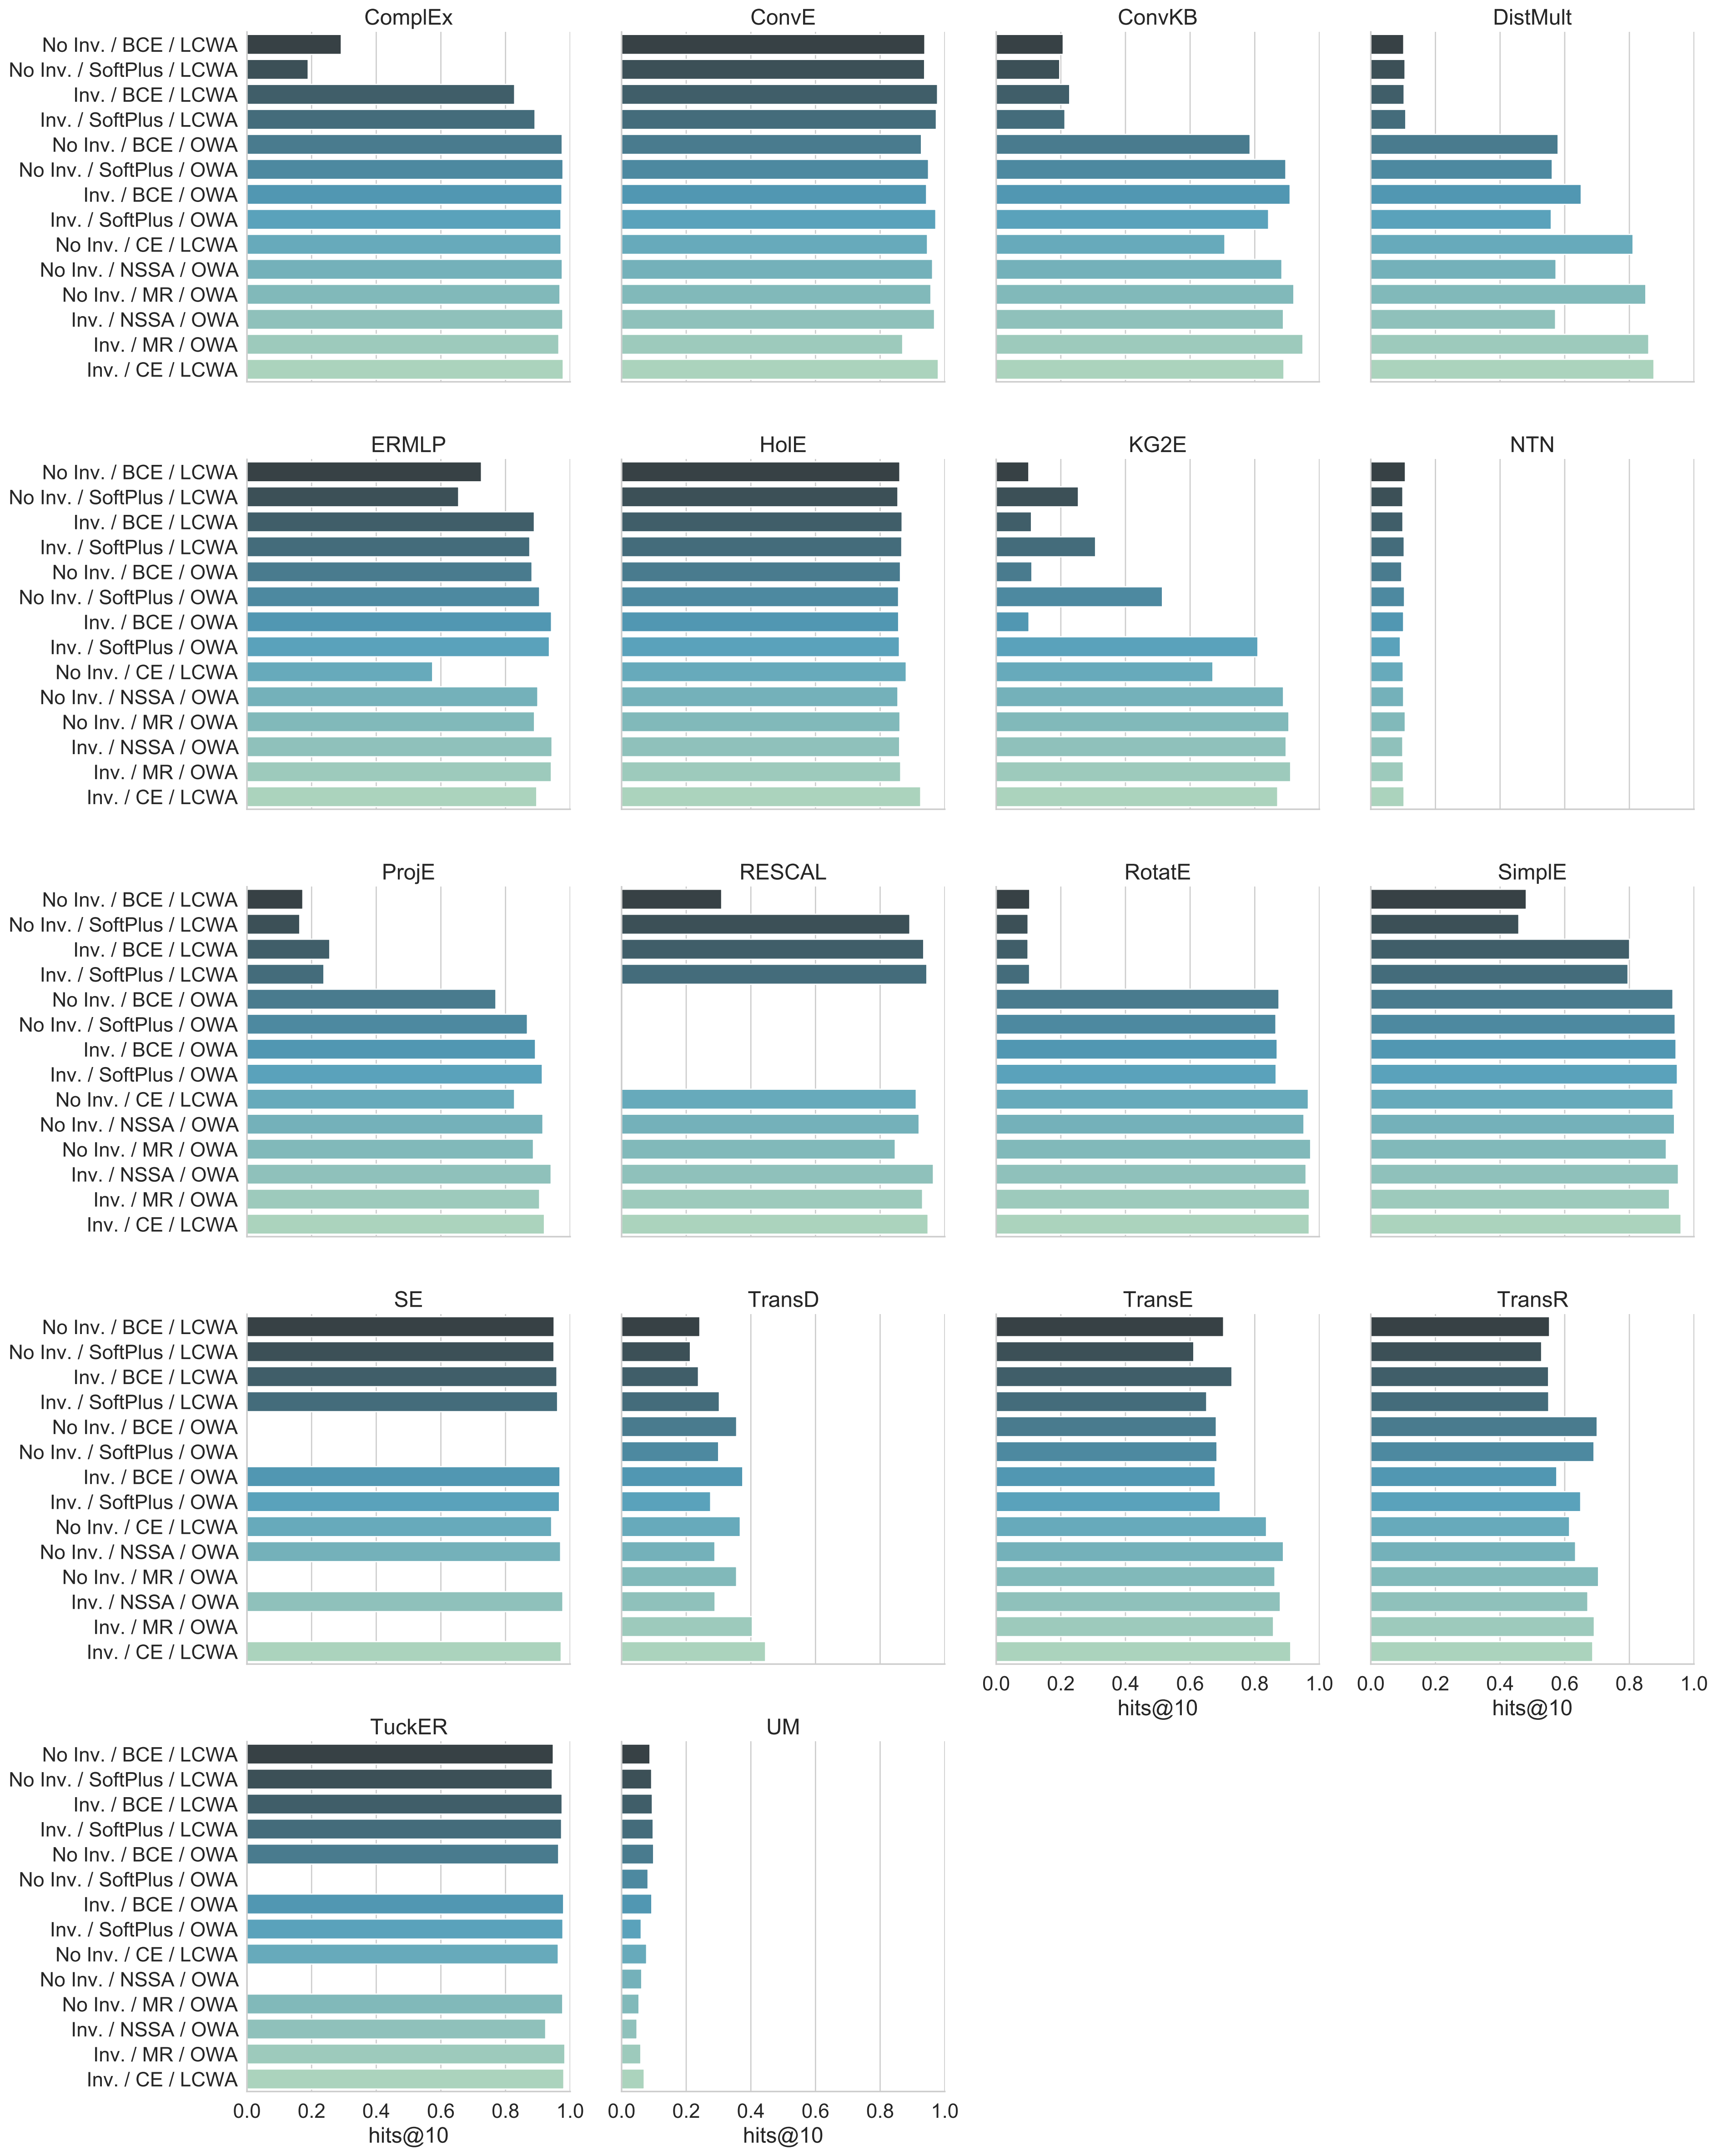 ComplEx ConvE ConvKB DistMult
No Inv. / BCE / LCWA
No Inv. / SoftPlus / LCWA
Inv. / BCE / LCWA
Inv. / SoftPlus / LCWA
No Inv. / BCE / OWA
No Inv. / SoftPlus / OWA
Inv. / BCE / OWA
Inv. / SoftPlus / OWA
No Inv. / CE / LCWA
No Inv. / NSSA / OWA
No Inv. / MR / OWA
Inv. / NSSA / OWA
Inv. / MR / OWA
Inv. / CE / LCWA
ERMLP HolE KG2E NTN
No Inv. / BCE / LCWA
No Inv. / SoftPlus / LCWA
Inv. / BCE / LCWA
Inv. / SoftPlus / LCWA
No Inv. / BCE / OWA
No Inv. / SoftPlus / OWA
Inv. / BCE / OWA
Inv. / SoftPlus / OWA
No Inv. / CE / LCWA
No Inv. / NSSA / OWA
No Inv. / MR / OWA
Inv. / NSSA / OWA
Inv. / MR / OWA
Inv. / CE / LCWA
ProjE RESCAL RotatE SimplE
No Inv. / BCE / LCWA
No Inv. / SoftPlus / LCWA
Inv. / BCE / LCWA
Inv. / SoftPlus / LCWA
No Inv. / BCE / OWA
No Inv. / SoftPlus / OWA
Inv. / BCE / OWA
Inv. / SoftPlus / OWA
No Inv. / CE / LCWA
No Inv. / NSSA / OWA
No Inv. / MR / OWA
Inv. / NSSA / OWA
Inv. / MR / OWA
Inv. / CE / LCWA
SE TransD TransE TransR
No Inv. / BCE / LCWA
No Inv. / SoftPlus / LCWA
Inv. / BCE / LCWA
Inv. / SoftPlus / LCWA
No Inv. / BCE / OWA
No Inv. / SoftPlus / OWA
Inv. / BCE / OWA
Inv. / SoftPlus / OWA
No Inv. / CE / LCWA
No Inv. / NSSA / OWA
No Inv. / MR / OWA
Inv. / NSSA / OWA
Inv. / MR / OWA
Inv. / CE / LCWA
0.0 0.2 0.4 0.6 0.8 1.0 0.0 0.2 0.4 0.6 0.8 1.0
hits@10 hits@10
TuckER UM
No Inv. / BCE / LCWA
No Inv. / SoftPlus / LCWA
Inv. / BCE / LCWA
Inv. / SoftPlus / LCWA
No Inv. / BCE / OWA
No Inv. / SoftPlus / OWA
Inv. / BCE / OWA
Inv. / SoftPlus / OWA
No Inv. / CE / LCWA
No Inv. / NSSA / OWA
No Inv. / MR / OWA
Inv. / NSSA / OWA
Inv. / MR / OWA
Inv. / CE / LCWA
0.0 0.2 0.4 0.6 0.8 1.0 0.0 0.2 0.4 0.6 0.8 1.0
hits@10 hits@10